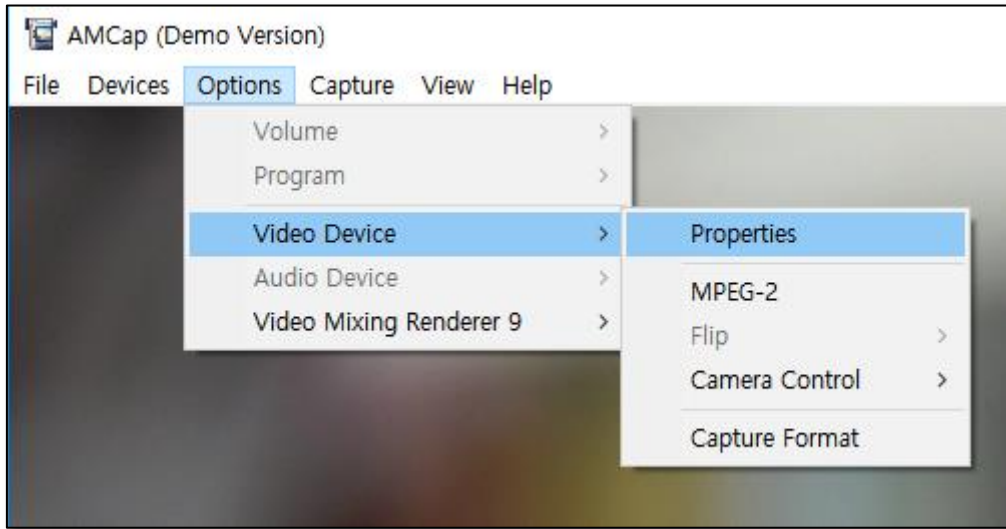 AMCap (Demo Version)
File Devices Options Capture View Help
Volume >
Program >
Video Device >
Audio Device >
Video Mixing Renderer 9 >
Properties
MPEG-2
Flip >
Camera Control >
Capture Format